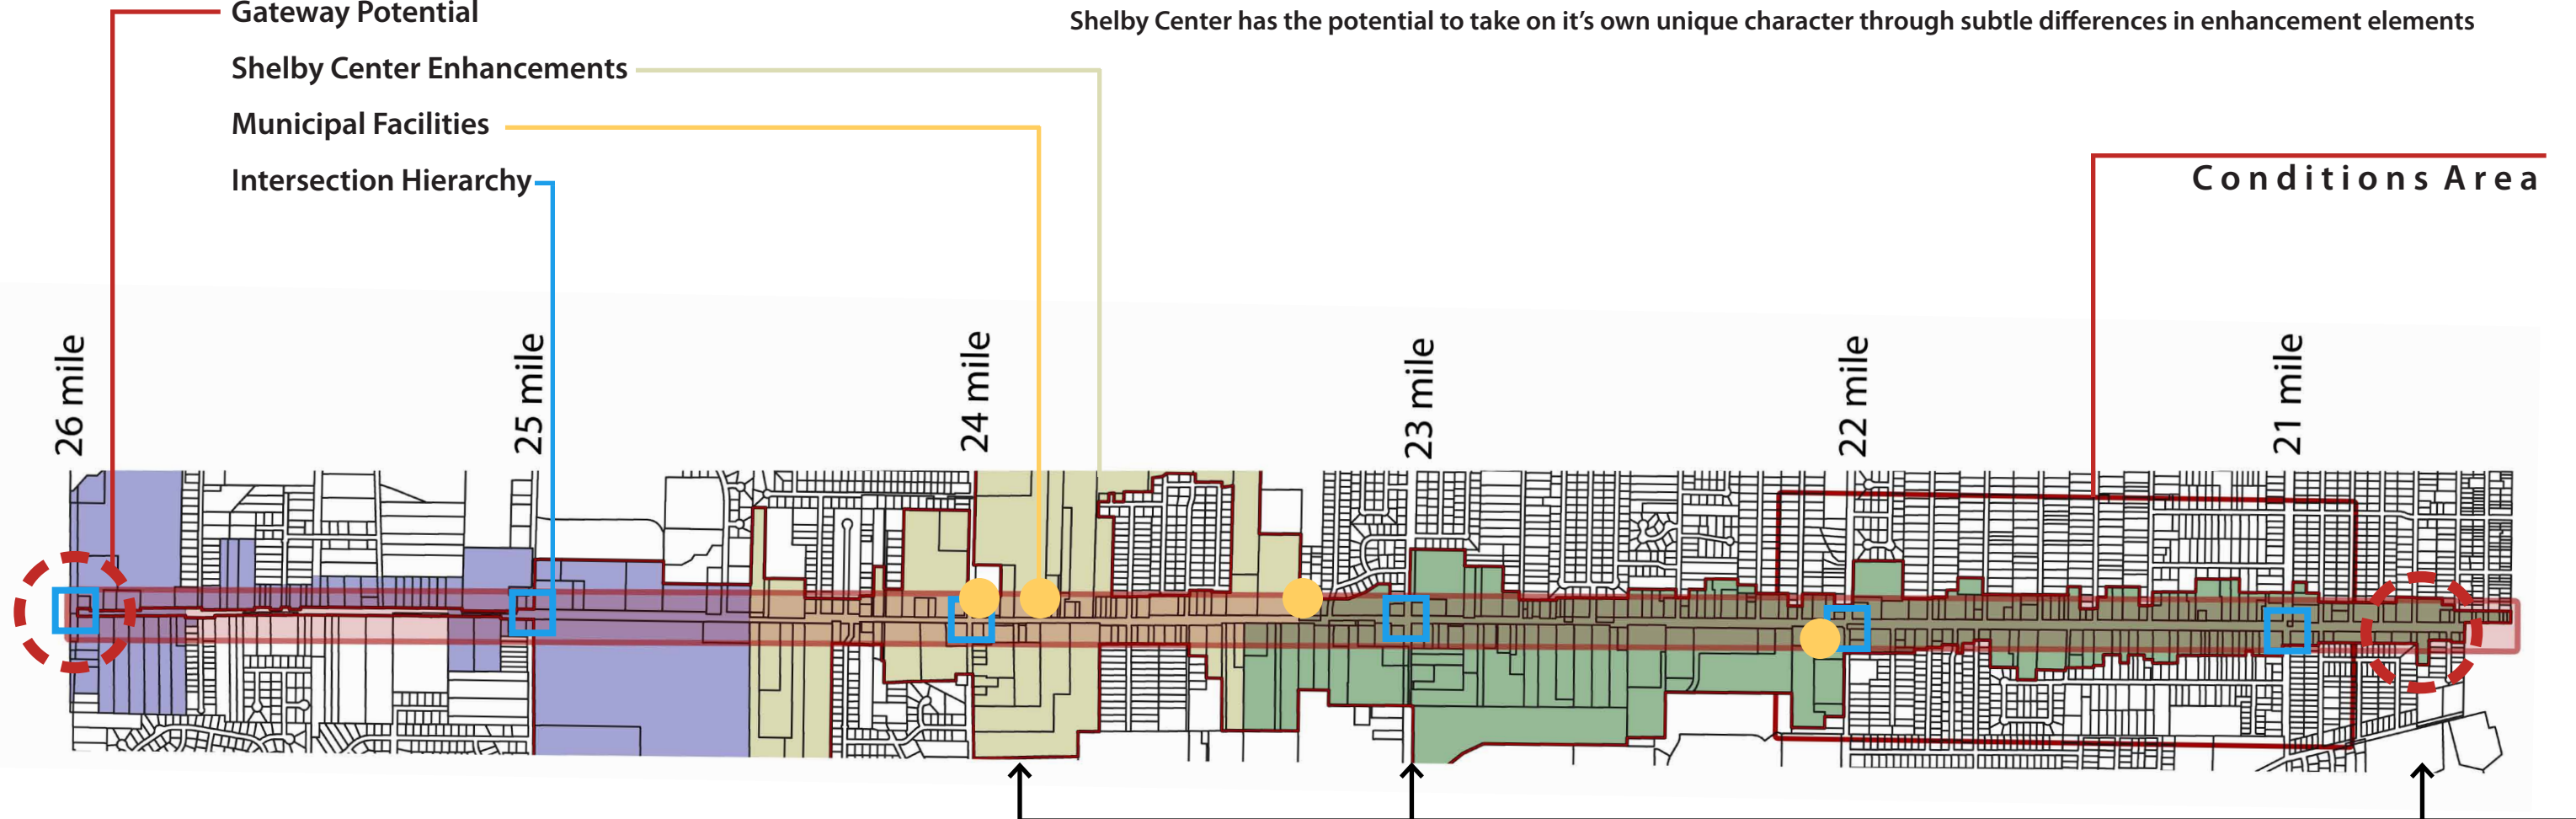 Gateway Potential
Shelby Center has the potential to take on it’s own unique character through subtle differences in enhancement elements
Shelby Center Enhancements
Municipal Facilities
Intersection Hierarchy
Conditions Area
26 mile
25 mile
24 mile
23 mile
22 mile
21 mile